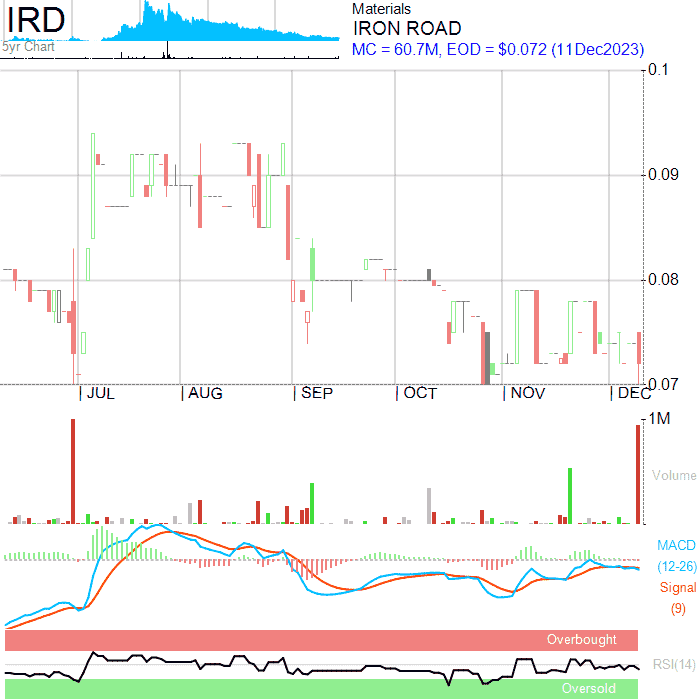 IRD
5yr Chart
Materials
IRON ROAD
MC = 60.7M, EOD = $0.072 (11Dec2023)
0.1
0.09
0.08
0.07
JUL
AUG
SEP
OCT
NOV
DEC
1M
Volume
MACD
(12-26)
Signal
(9)
Overbought
RSI(14)
Oversold